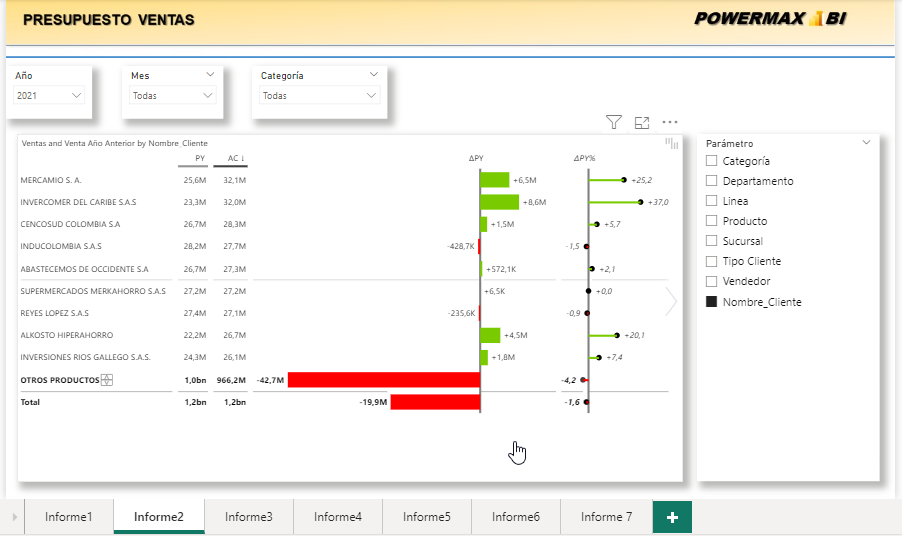 PRESUPUESTO VENTAS
POWERMAX BI
Año
2021
Mes
Todas
Categoría
Todas
Ventas and Venta Año Anterior by Nombre_Cliente
PY AC ↓ ΔPY ΔPY%
MERCAMIO S. A. 25,6M 32,1M +6,5M +25,2
INVERCOMER DEL CARIBE S.A.S 23,3M 32,0M +8,6M +37,0
CENCOSUD COLOMBIA S.A 26,7M 28,3M +1,5M +5,7
INDUCOLOMBIA S.A.S 28,2M 27,7M -428,7K -1,5
ABASTECEMOS DE OCCIDENTE S.A 26,7M 27,3M +572,1K +2,1
SUPERMERCADOS MERKAHORRO S.A.S 27,2M 27,2M +6,5K +0,0
REYES LOPEZ S.A.S 27,4M 27,1M -235,6K -0,9
ALKOSTO HIPERAHORRO 22,2M 26,7M +4,5M +20,1
INVERSIONES RIOS GALLEGO S.A.S. 24,3M 26,1M +1,8M +7,4
OTROS PRODUCTOS 1,0bn 966,2M -42,7M -4,2
Total 1,2bn 1,2bn -19,9M -1,6
Parámetro
Categoría
Departamento
Linea
Producto
Sucursal
Tipo Cliente
Vendedor
Nombre_Cliente
Informe1 Informe2 Informe3 Informe4 Informe5 Informe6 Informe 7 +